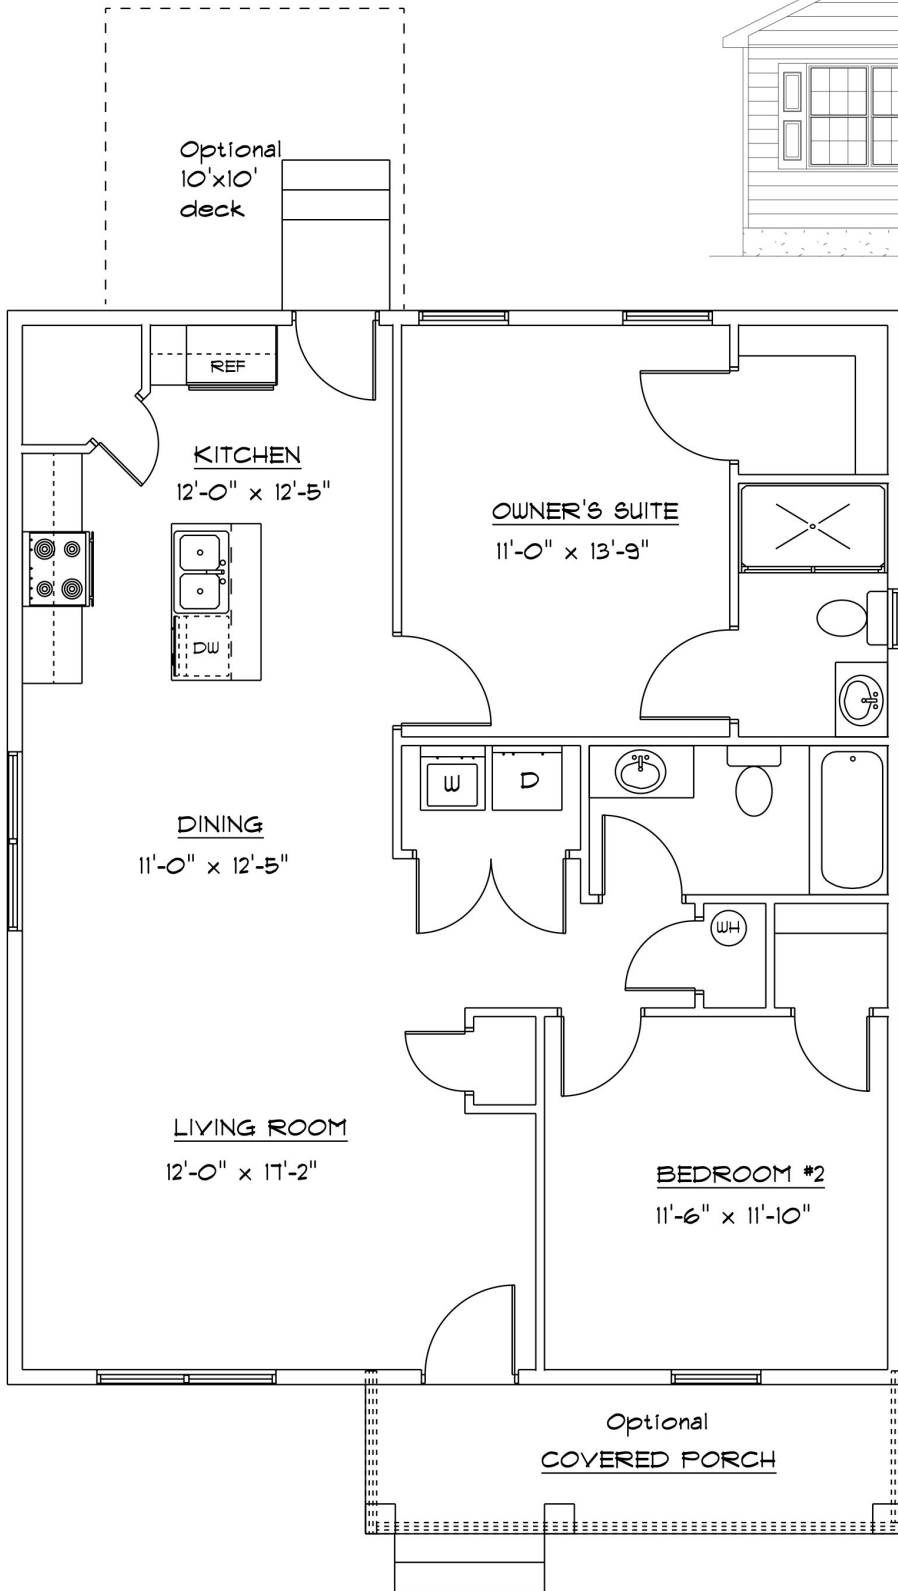 Optional
10'x10'
deck
REF
KITCHEN
12'-0" x 12'-5"
OWNER'S SUITE
11'-0" x 13'-9"
DW
W
D
DINING
11'-0" x 12'-5"
WH
LIVING ROOM
12'-0" x 17'-2"
BEDROOM #2
11'-6" x 11'-10"
Optional
COVERED PORCH